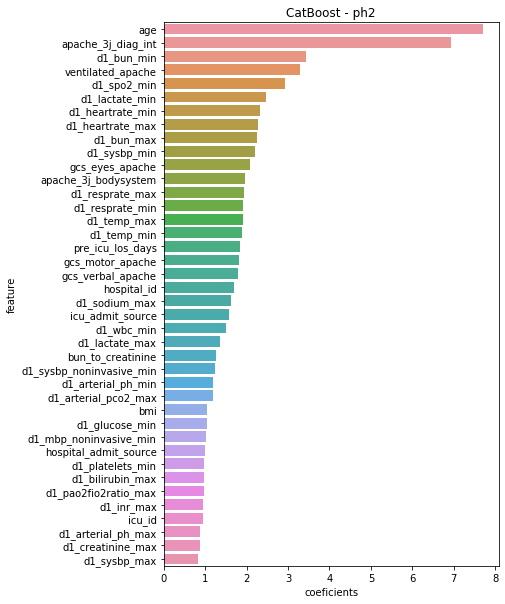 CatBoost - ph2
age
apache_3j_diag_int
d1_bun_min
ventilated_apache
d1_spo2_min
d1_lactate_min
d1_heartrate_min
d1_heartrate_max
d1_bun_max
d1_sysbp_min
gcs_eyes_apache
apache_3j_bodysystem
d1_resprate_max
d1_resprate_min
d1_temp_max
d1_temp_min
pre_icu_los_days
gcs_motor_apache
gcs_verbal_apache
hospital_id
d1_sodium_max
icu_admit_source
d1_wbc_min
d1_lactate_max
bun_to_creatinine
d1_sysbp_noninvasive_min
d1_arterial_ph_min
d1_arterial_pco2_max
bmi
d1_glucose_min
d1_mbp_noninvasive_min
hospital_admit_source
d1_platelets_min
d1_bilirubin_max
d1_pao2fio2ratio_max
d1_inr_max
icu_id
d1_arterial_ph_max
d1_creatinine_max
d1_sysbp_max
feature
0 1 2 3 4 5 6 7 8
coeficients